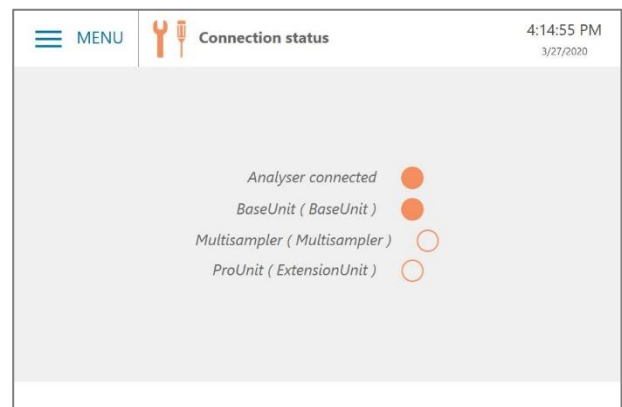 MENU
Connection status
4:14:55 PM
3/27/2020
Analyser connected
BaseUnit ( BaseUnit )
Multisampler ( Multisampler )
ProUnit ( ExtensionUnit )